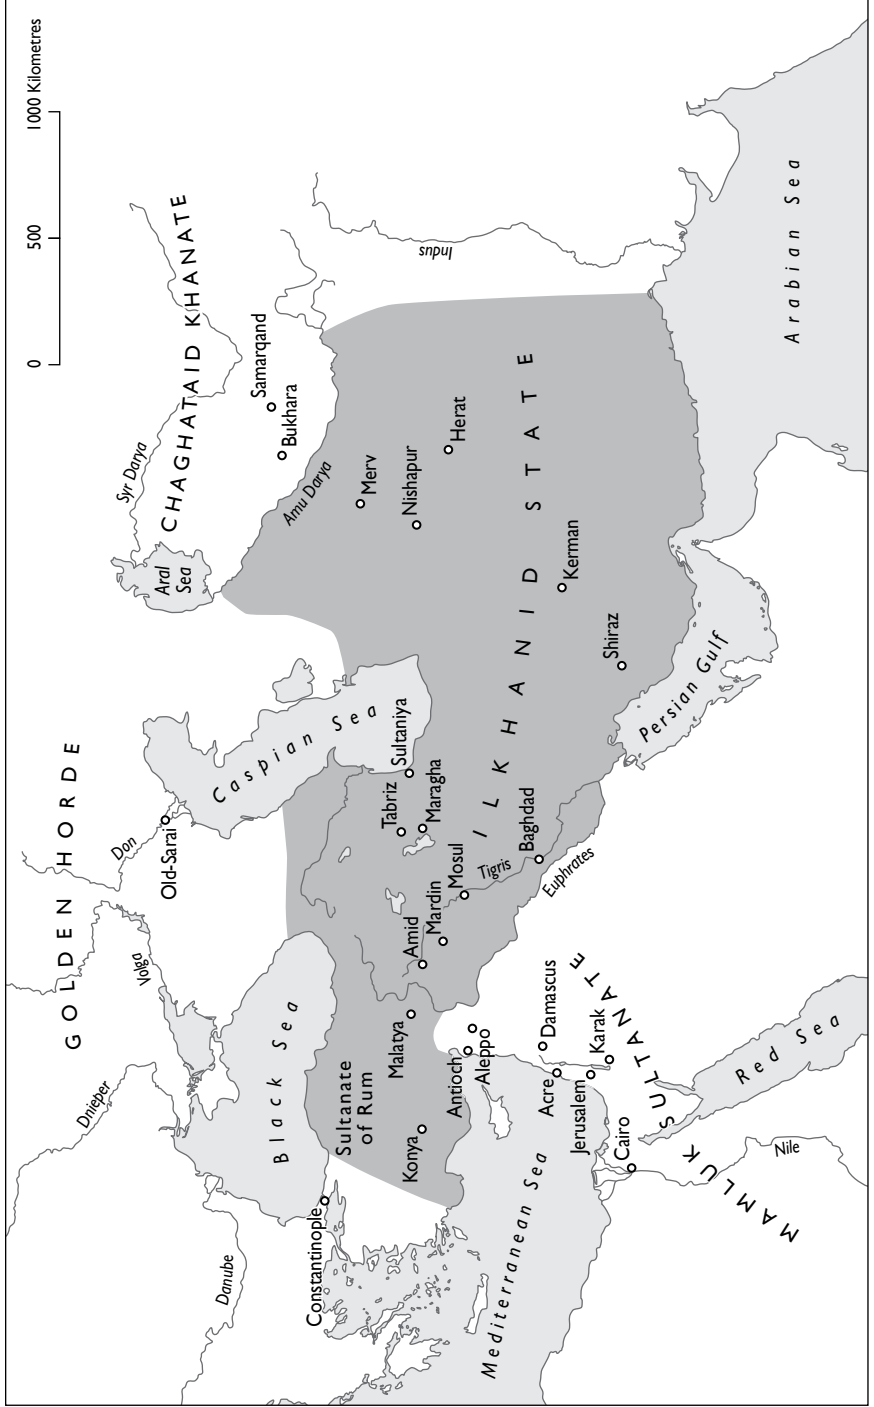 GOLDEN HORDE
CHAGHATAID KHANATE
0
500
1000 Kilometres
Danube
Dnieper
Volga
Don
Old-Sarai
Aral
Sea
Syr Darya
Samarqand
Bukhara
Amu Darya
Indus
Black Sea
Caspian Sea
Constantinople
Sultanate
of Rum
Konya
Malatya
Amid
Mardin
Mosul
Tabriz
Maragha
Sultaniya
Nishapur
Merv
Herat
ILKHANID STATE
Tigris
Baghdad
Euphrates
Kerman
Shiraz
Antioch
Aleppo
Damascus
Acre
Jerusalem
Karak
Cairo
Mediterranean Sea
MAMLUK SULTANATE
Nile
Red Sea
Persian Gulf
Arabian Sea